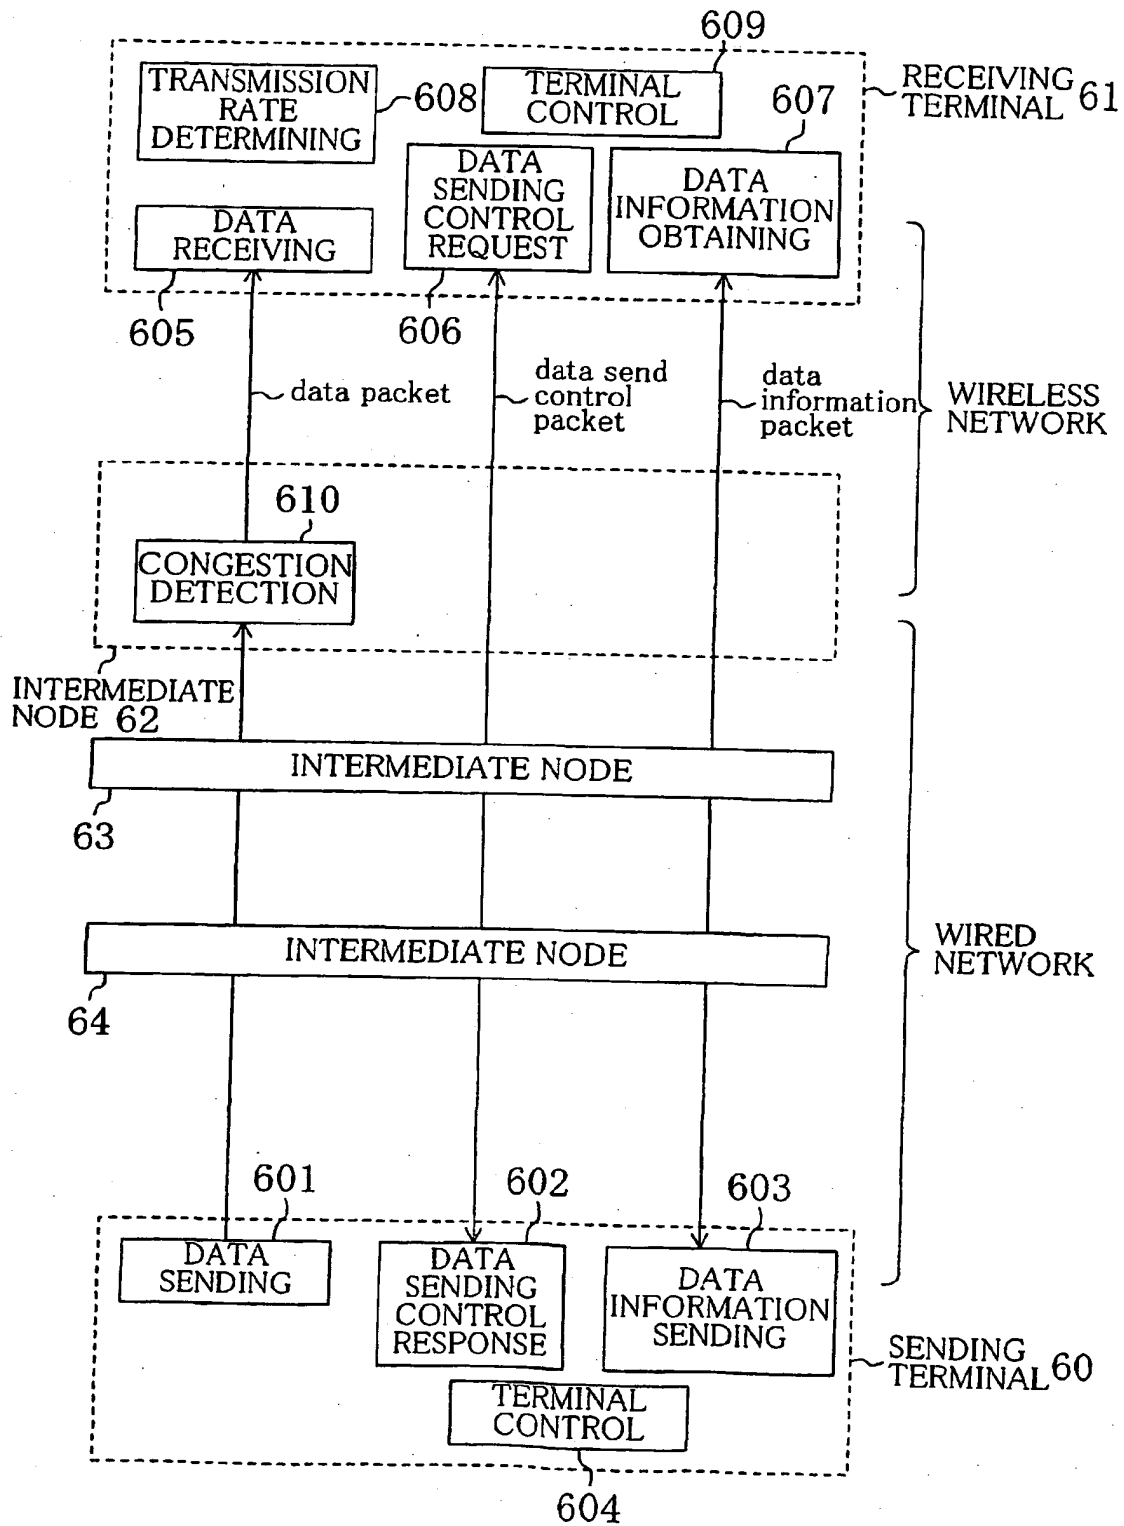 609
TRANSMISSION
RATE
DETERMINING
608
TERMINAL
CONTROL
607
RECEIVING
TERMINAL 61
DATA
SENDING
CONTROL
REQUEST
DATA
INFORMATION
OBTAINING
DATA
RECEIVING
605
606
data packet
data send
control
packet
data
information
packet
WIRELESS
NETWORK
610
CONGESTION
DETECTION
INTERMEDIATE
NODE 62
INTERMEDIATE NODE
63
INTERMEDIATE NODE
64
WIRED
NETWORK
601
602
603
DATA
SENDING
DATA
SENDING
CONTROL
RESPONSE
DATA
INFORMATION
SENDING
SENDING
TERMINAL 60
TERMINAL
CONTROL
604